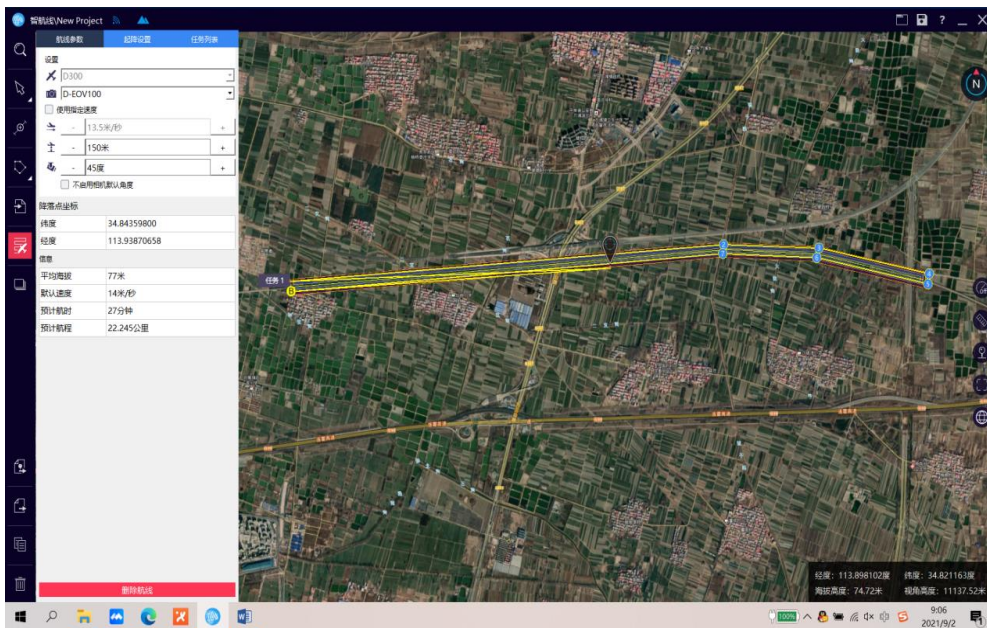 智航线\New Project
航线参数 起降设置 任务列表
设置
D300
D-EOV100
使用指定速度
- 13.5米/秒 +
- 150米 +
- 45度 +
不启用相机默认角度
降落点坐标
纬度 34.84359800
经度 113.93870658
信息
平均海拔 77米
默认速度 14米/秒
预计航时 27分钟
预计航程 22.245公里
删除航线
N
任务 1
2
7
3
6
4
5
经度：113.898102度 纬度：34.821163度
海拔高度：74.72米 视角高度：11137.52米
100%
9:06
2021/9/2